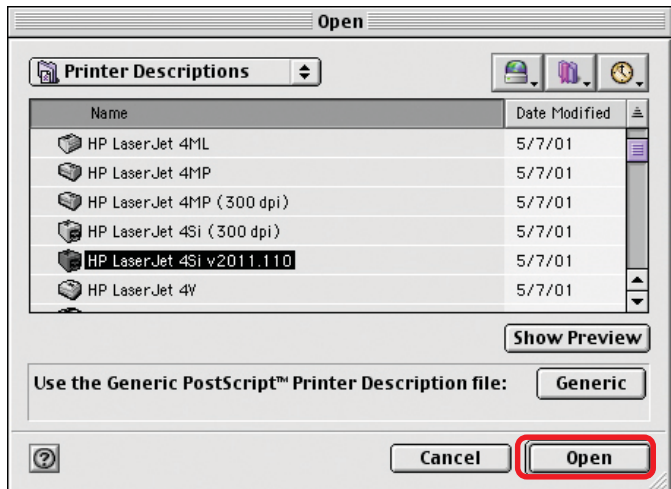 Open
Printer Descriptions
Name Date Modified
HP LaserJet 4ML 5/7/01
HP LaserJet 4MP 5/7/01
HP LaserJet 4MP (300 dpi) 5/7/01
HP LaserJet 4Si (300 dpi) 5/7/01
HP LaserJet 4Si v2011.110 5/7/01
HP LaserJet 4V 5/7/01
Show Preview
Use the Generic PostScript™ Printer Description file: Generic
? Cancel Open